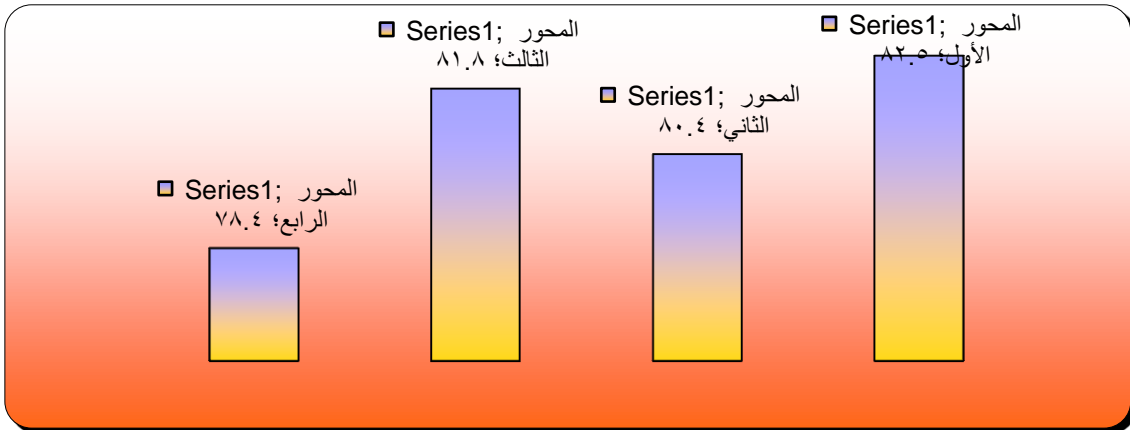 Series1; المحور
الأول؛ ٨٢.٥
Series1; المحور
الثالث؛ ٨١.٨
Series1; المحور
الثاني؛ ٨٠.٤
Series1; المحور
الرابع؛ ٧٨.٤